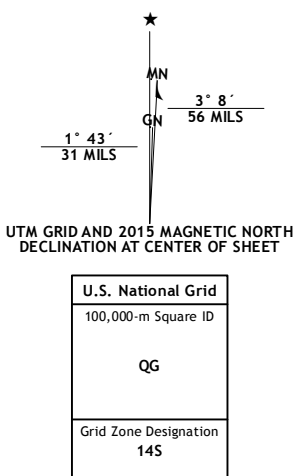 ★
MN
3° 8´
56 MILS
GN
1° 43´
31 MILS
UTM GRID AND 2015 MAGNETIC NORTH
DECLINATION AT CENTER OF SHEET
U.S. National Grid
100,000-m Square ID
QG
Grid Zone Designation
14S